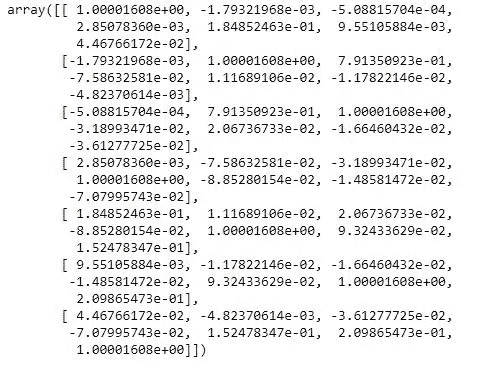 array([[ 1.00001608e+00, -1.79321968e-03, -5.08815704e-04,
2.85078360e-03, 1.84852463e-01, 9.55105884e-03,
4.46766172e-02],
[-1.79321968e-03, 1.00001608e+00, 7.91350923e-01,
-7.58632581e-02, 1.11689106e-02, -1.17822146e-02,
-4.82370614e-03],
[-5.08815704e-04, 7.91350923e-01, 1.00001608e+00,
-3.18993471e-02, 2.06736733e-02, -1.66460432e-02,
-3.61277725e-02],
[ 2.85078360e-03, -7.58632581e-02, -3.18993471e-02,
1.00001608e+00, -8.85280154e-02, -1.48581472e-02,
-7.07995743e-02],
[ 1.84852463e-01, 1.11689106e-02, 2.06736733e-02,
-8.85280154e-02, 1.00001608e+00, 9.32433629e-02,
1.52478347e-01],
[ 9.55105884e-03, -1.17822146e-02, -1.66460432e-02,
-1.48581472e-02, 9.32433629e-02, 1.00001608e+00,
2.09865473e-01],
[ 4.46766172e-02, -4.82370614e-03, -3.61277725e-02,
-7.07995743e-02, 1.52478347e-01, 2.09865473e-01,
1.00001608e+00]])